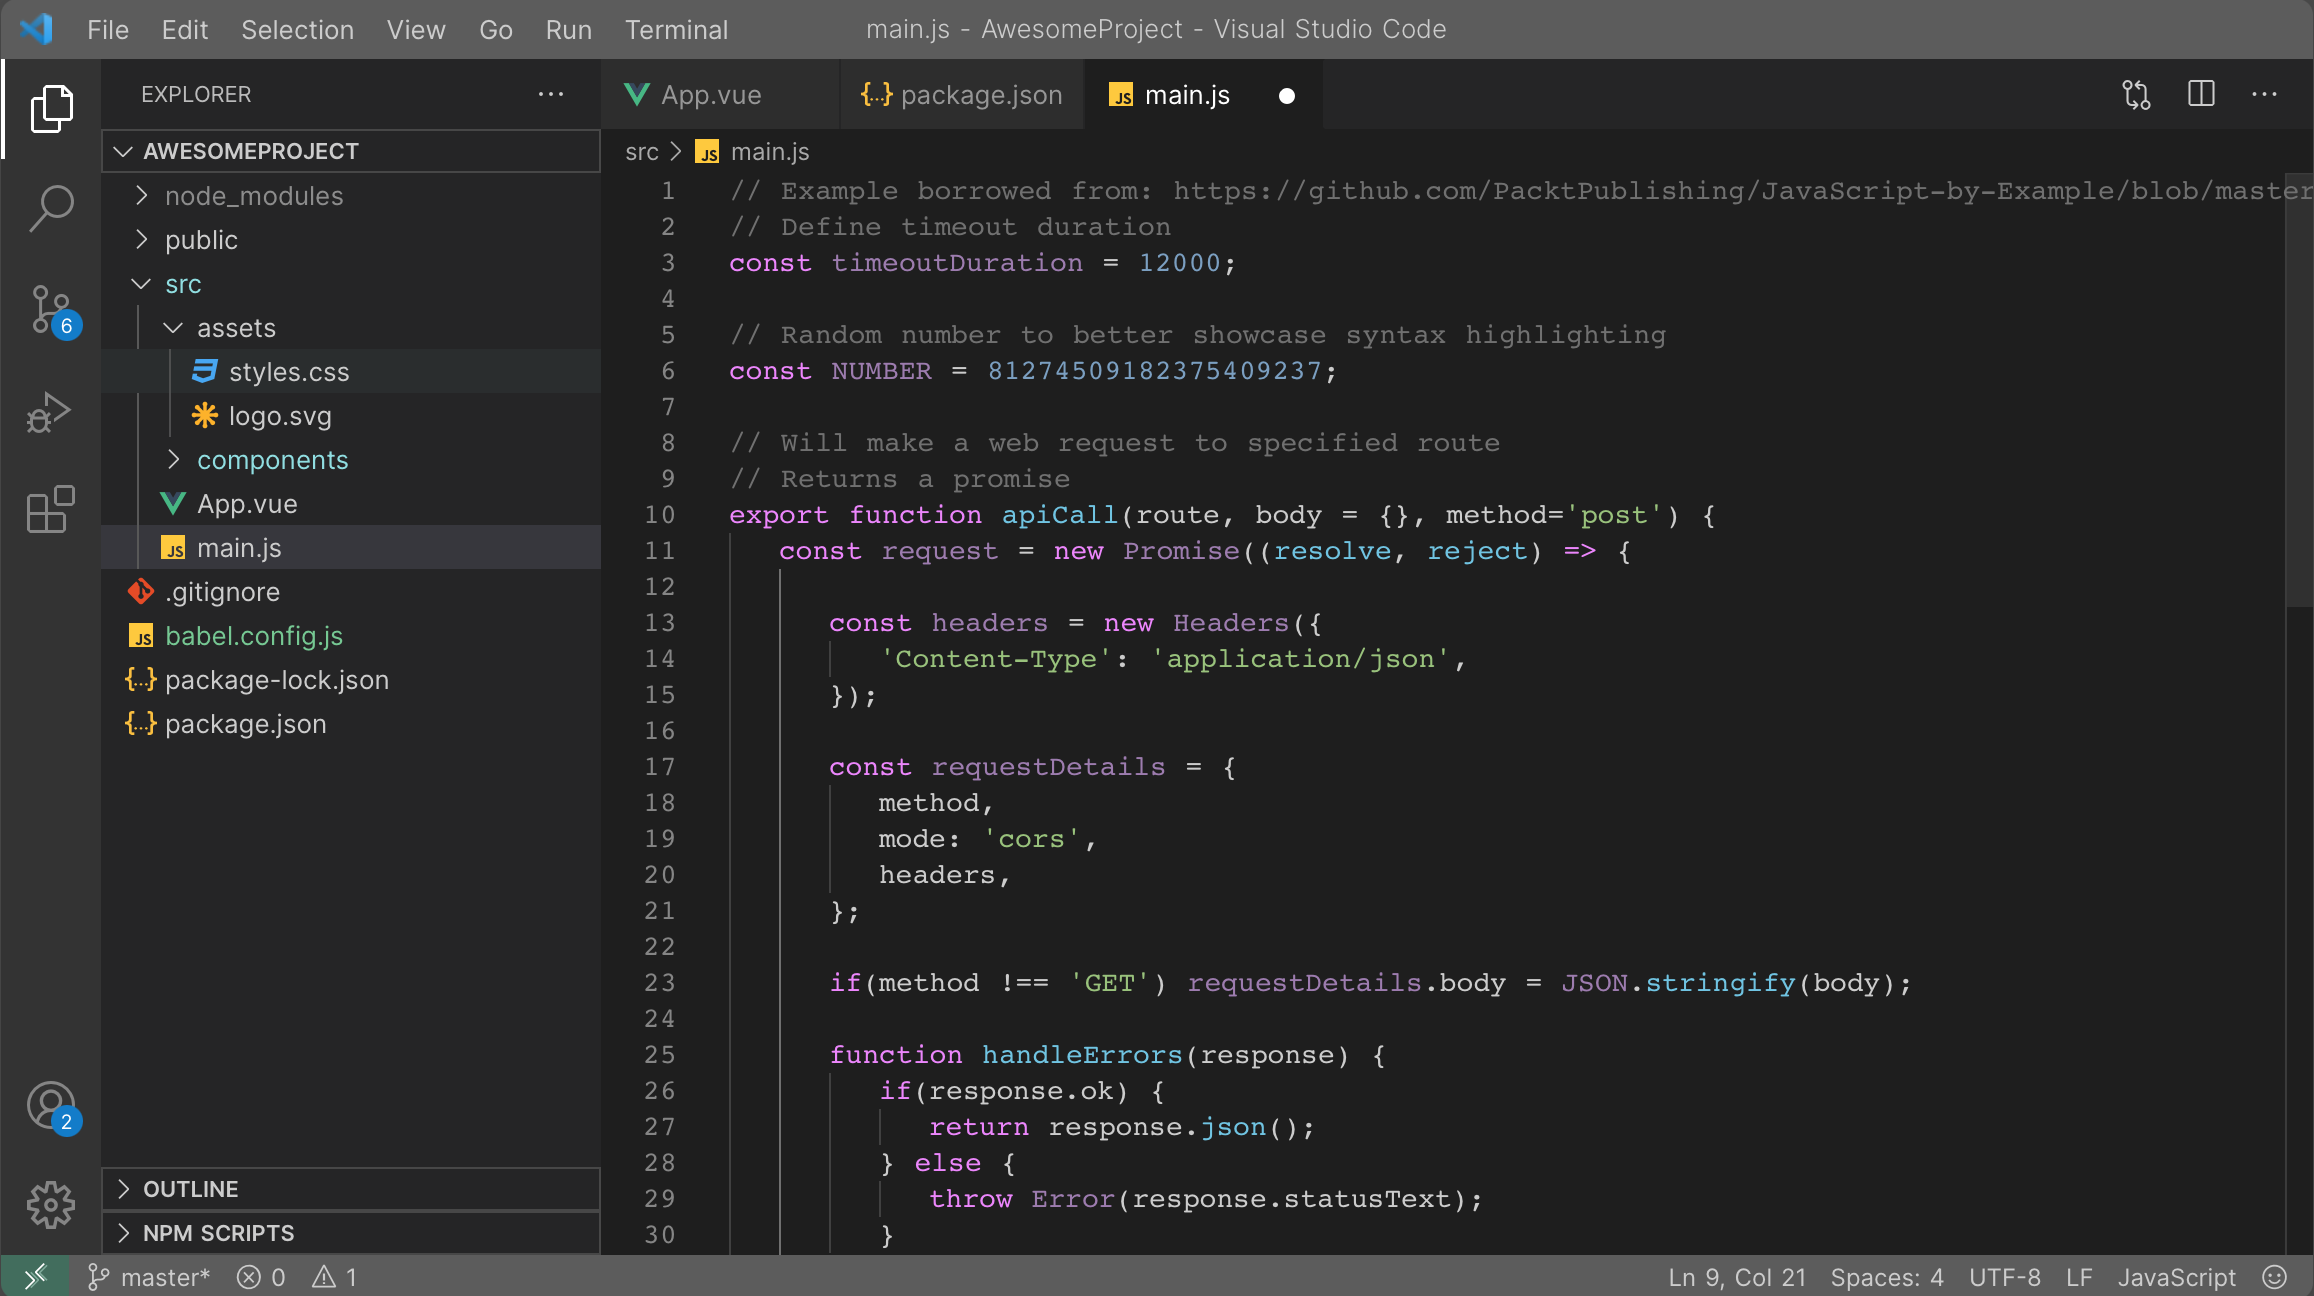 File Edit Selection View Go Run Terminal main.js - AwesomeProject - Visual Studio Code
EXPLORER ···
App.vue
{...} package.json
JS main.js
AWESOMEPROJECT
node_modules
public
src
assets
styles.css
logo.svg
components
App.vue
JS main.js
.gitignore
JS babel.config.js
{...} package-lock.json
{...} package.json
6
2
OUTLINE
NPM SCRIPTS
src > JS main.js
1 // Example borrowed from: https://github.com/PacktPublishing/JavaScript-by-Example/blob/master
2 // Define timeout duration
3 const timeoutDuration = 12000;
4
5 // Random number to better showcase syntax highlighting
6 const NUMBER = 81274509182375409237;
7
8 // Will make a web request to specified route
9 // Returns a promise
10 export function apiCall(route, body = {}, method='post') {
11 const request = new Promise((resolve, reject) => {
12
13 const headers = new Headers({
14 'Content-Type': 'application/json',
15 });
16
17 const requestDetails = {
18 method,
19 mode: 'cors',
20 headers,
21 };
22
23 if(method !== 'GET') requestDetails.body = JSON.stringify(body);
24
25 function handleErrors(response) {
26 if(response.ok) {
27 return response.json();
28 } else {
29 throw Error(response.statusText);
30 }
master* 0 1 Ln 9, Col 21 Spaces: 4 UTF-8 LF JavaScript